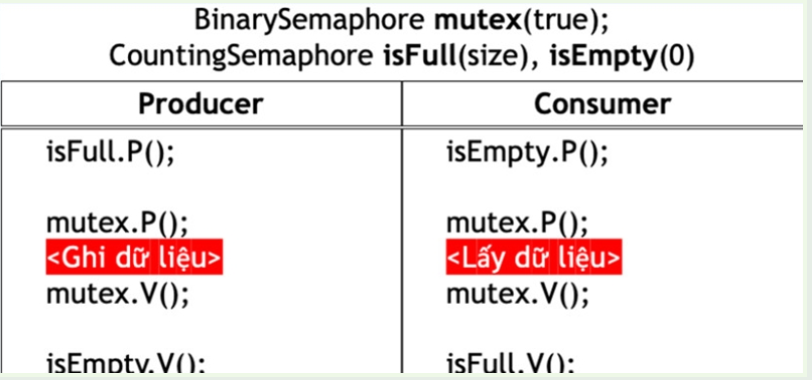 BinarySemaphore mutex(true);
CountingSemaphore isFull(size), isEmpty(0)
Producer
Consumer
isFull.P();
isEmpty.P();
mutex.P();
mutex.P();
<Ghi dữ liệu>
<Lấy dữ liệu>
mutex.V();
mutex.V();
isEmpty.V();
isFull.V();